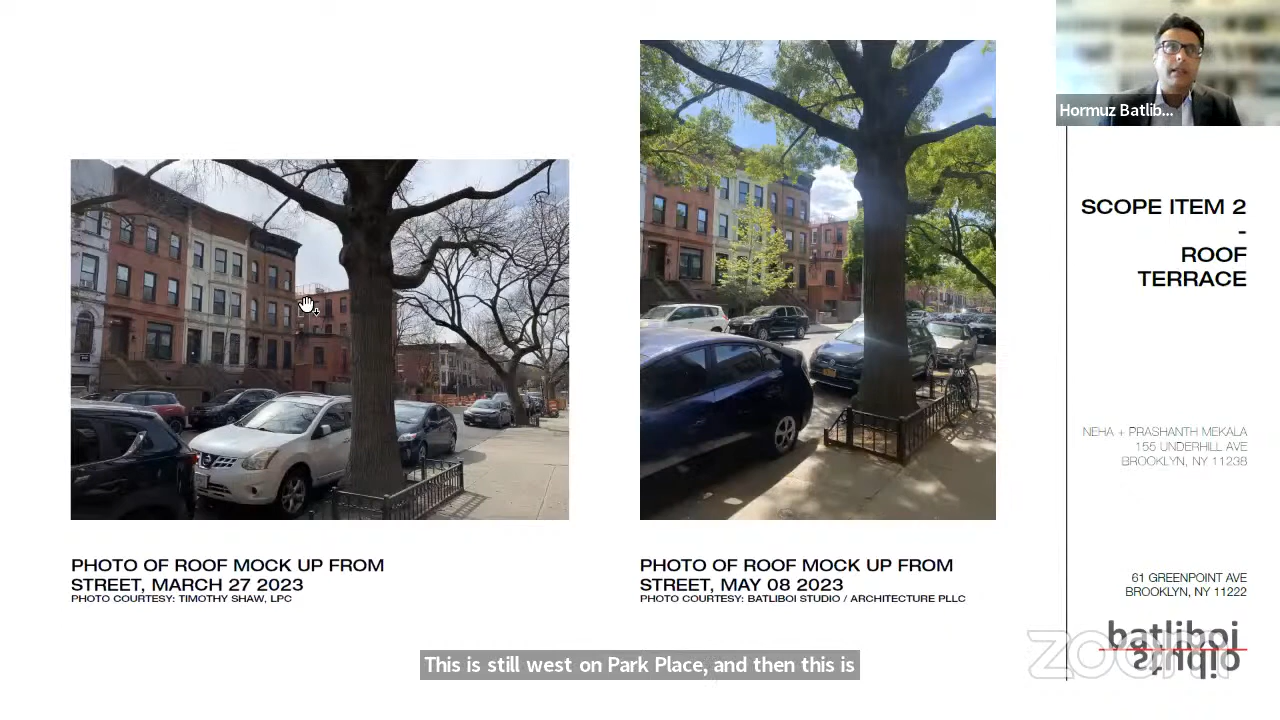 Hormuz Batlib...
SCOPE ITEM 2
-
ROOF
TERRACE
NEHA + PRASHANTH MEKALA
155 UNDERHILL AVE
BROOKLYN, NY 11238
PHOTO OF ROOF MOCK UP FROM
STREET, MARCH 27 2023
PHOTO COURTESY: TIMOTHY SHAW, LPC
PHOTO OF ROOF MOCK UP FROM
STREET, MAY 08 2023
PHOTO COURTESY: BATLIBOI STUDIO / ARCHITECTURE PLLC
61 GREENPOINT AVE
BROOKLYN, NY 11222
batliboi
studio
zoom
This is still west on Park Place, and then this is